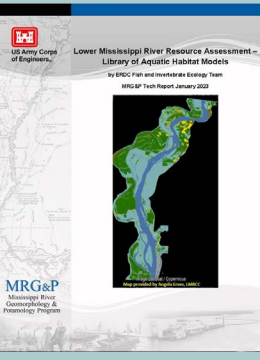 US Army Corps
of Engineers®
Lower Mississippi River Resource Assessment –
Library of Aquatic Habitat Models
by ERDC Fish and Invertebrate Ecology Team
MRG&P Tech Report January 2023
Map provided by Angela Erves, LMRCC
MRG&P
Mississippi River
Geomorphology &
Potamology Program